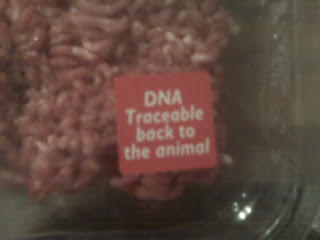 DNA
Traceable
back to
the animal